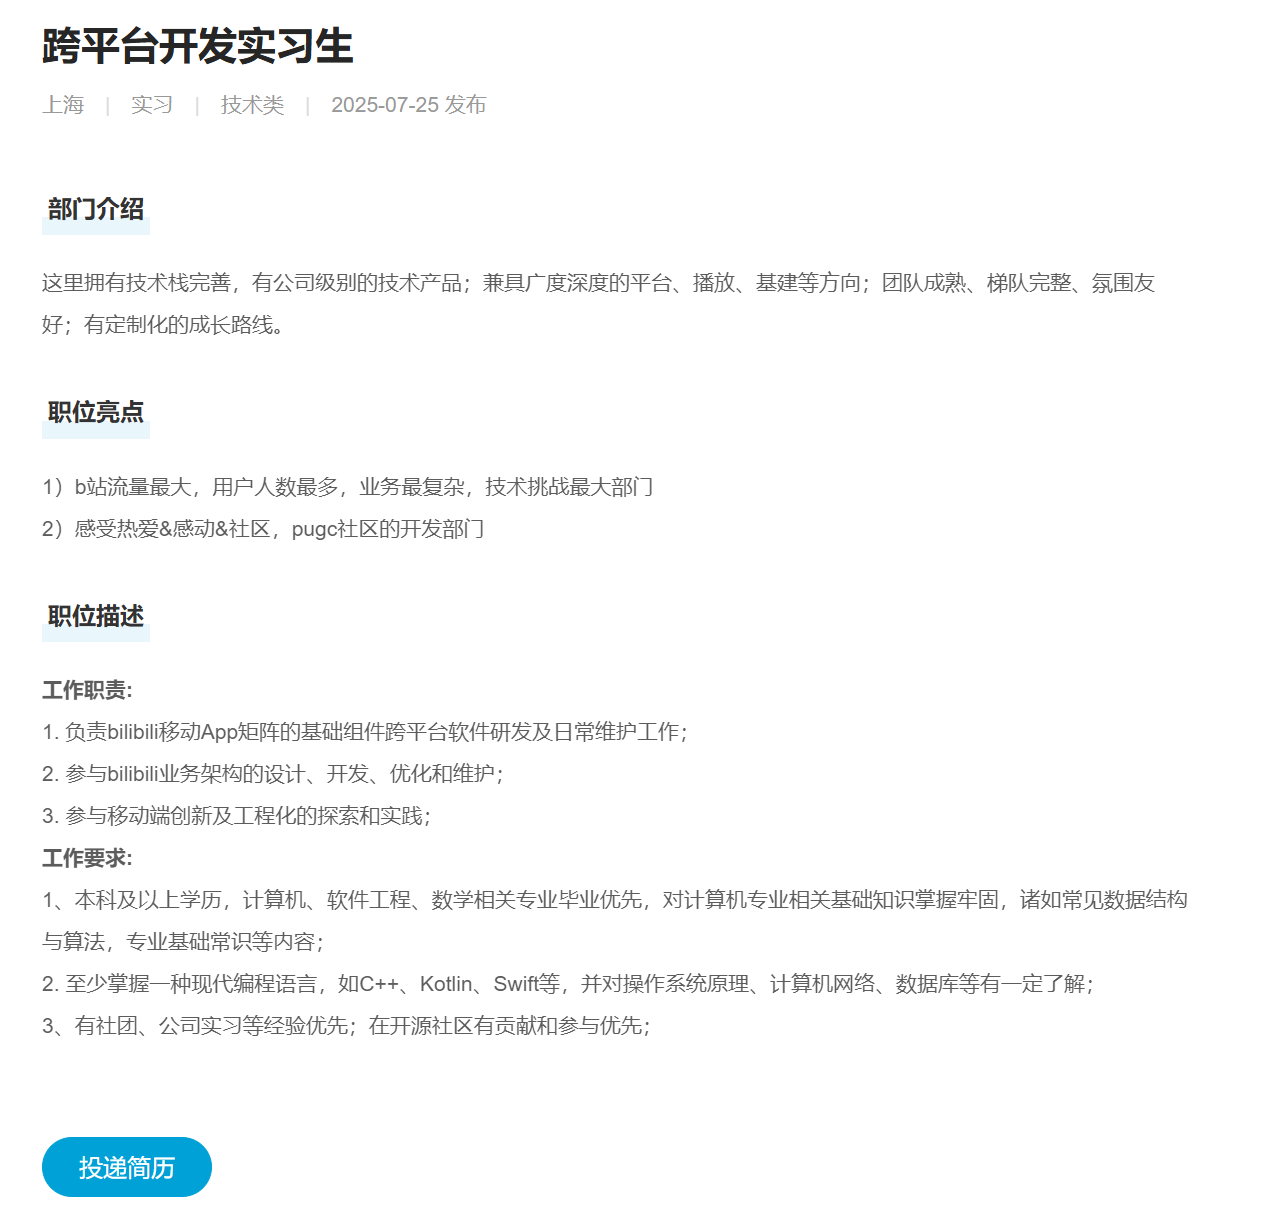 跨平台开发实习生
上海 | 实习 | 技术类 | 2025-07-25 发布
部门介绍
这里拥有技术栈完善，有公司级别的技术产品；兼具广度深度的平台、播放、基建等方向；团队成熟、梯队完整、氛围友
好；有定制化的成长路线。
职位亮点
1）b站流量最大，用户人数最多，业务最复杂，技术挑战最大部门
2）感受热爱&感动&社区，pugc社区的开发部门
职位描述
工作职责:
1. 负责bilibili移动App矩阵的基础组件跨平台软件研发及日常维护工作；
2. 参与bilibili业务架构的设计、开发、优化和维护；
3. 参与移动端创新及工程化的探索和实践；
工作要求:
1、本科及以上学历，计算机、软件工程、数学相关专业毕业优先，对计算机专业相关基础知识掌握牢固，诸如常见数据结构
与算法，专业基础常识等内容；
2. 至少掌握一种现代编程语言，如C++、Kotlin、Swift等，并对操作系统原理、计算机网络、数据库等有一定了解；
3、有社团、公司实习等经验优先；在开源社区有贡献和参与优先；
投递简历